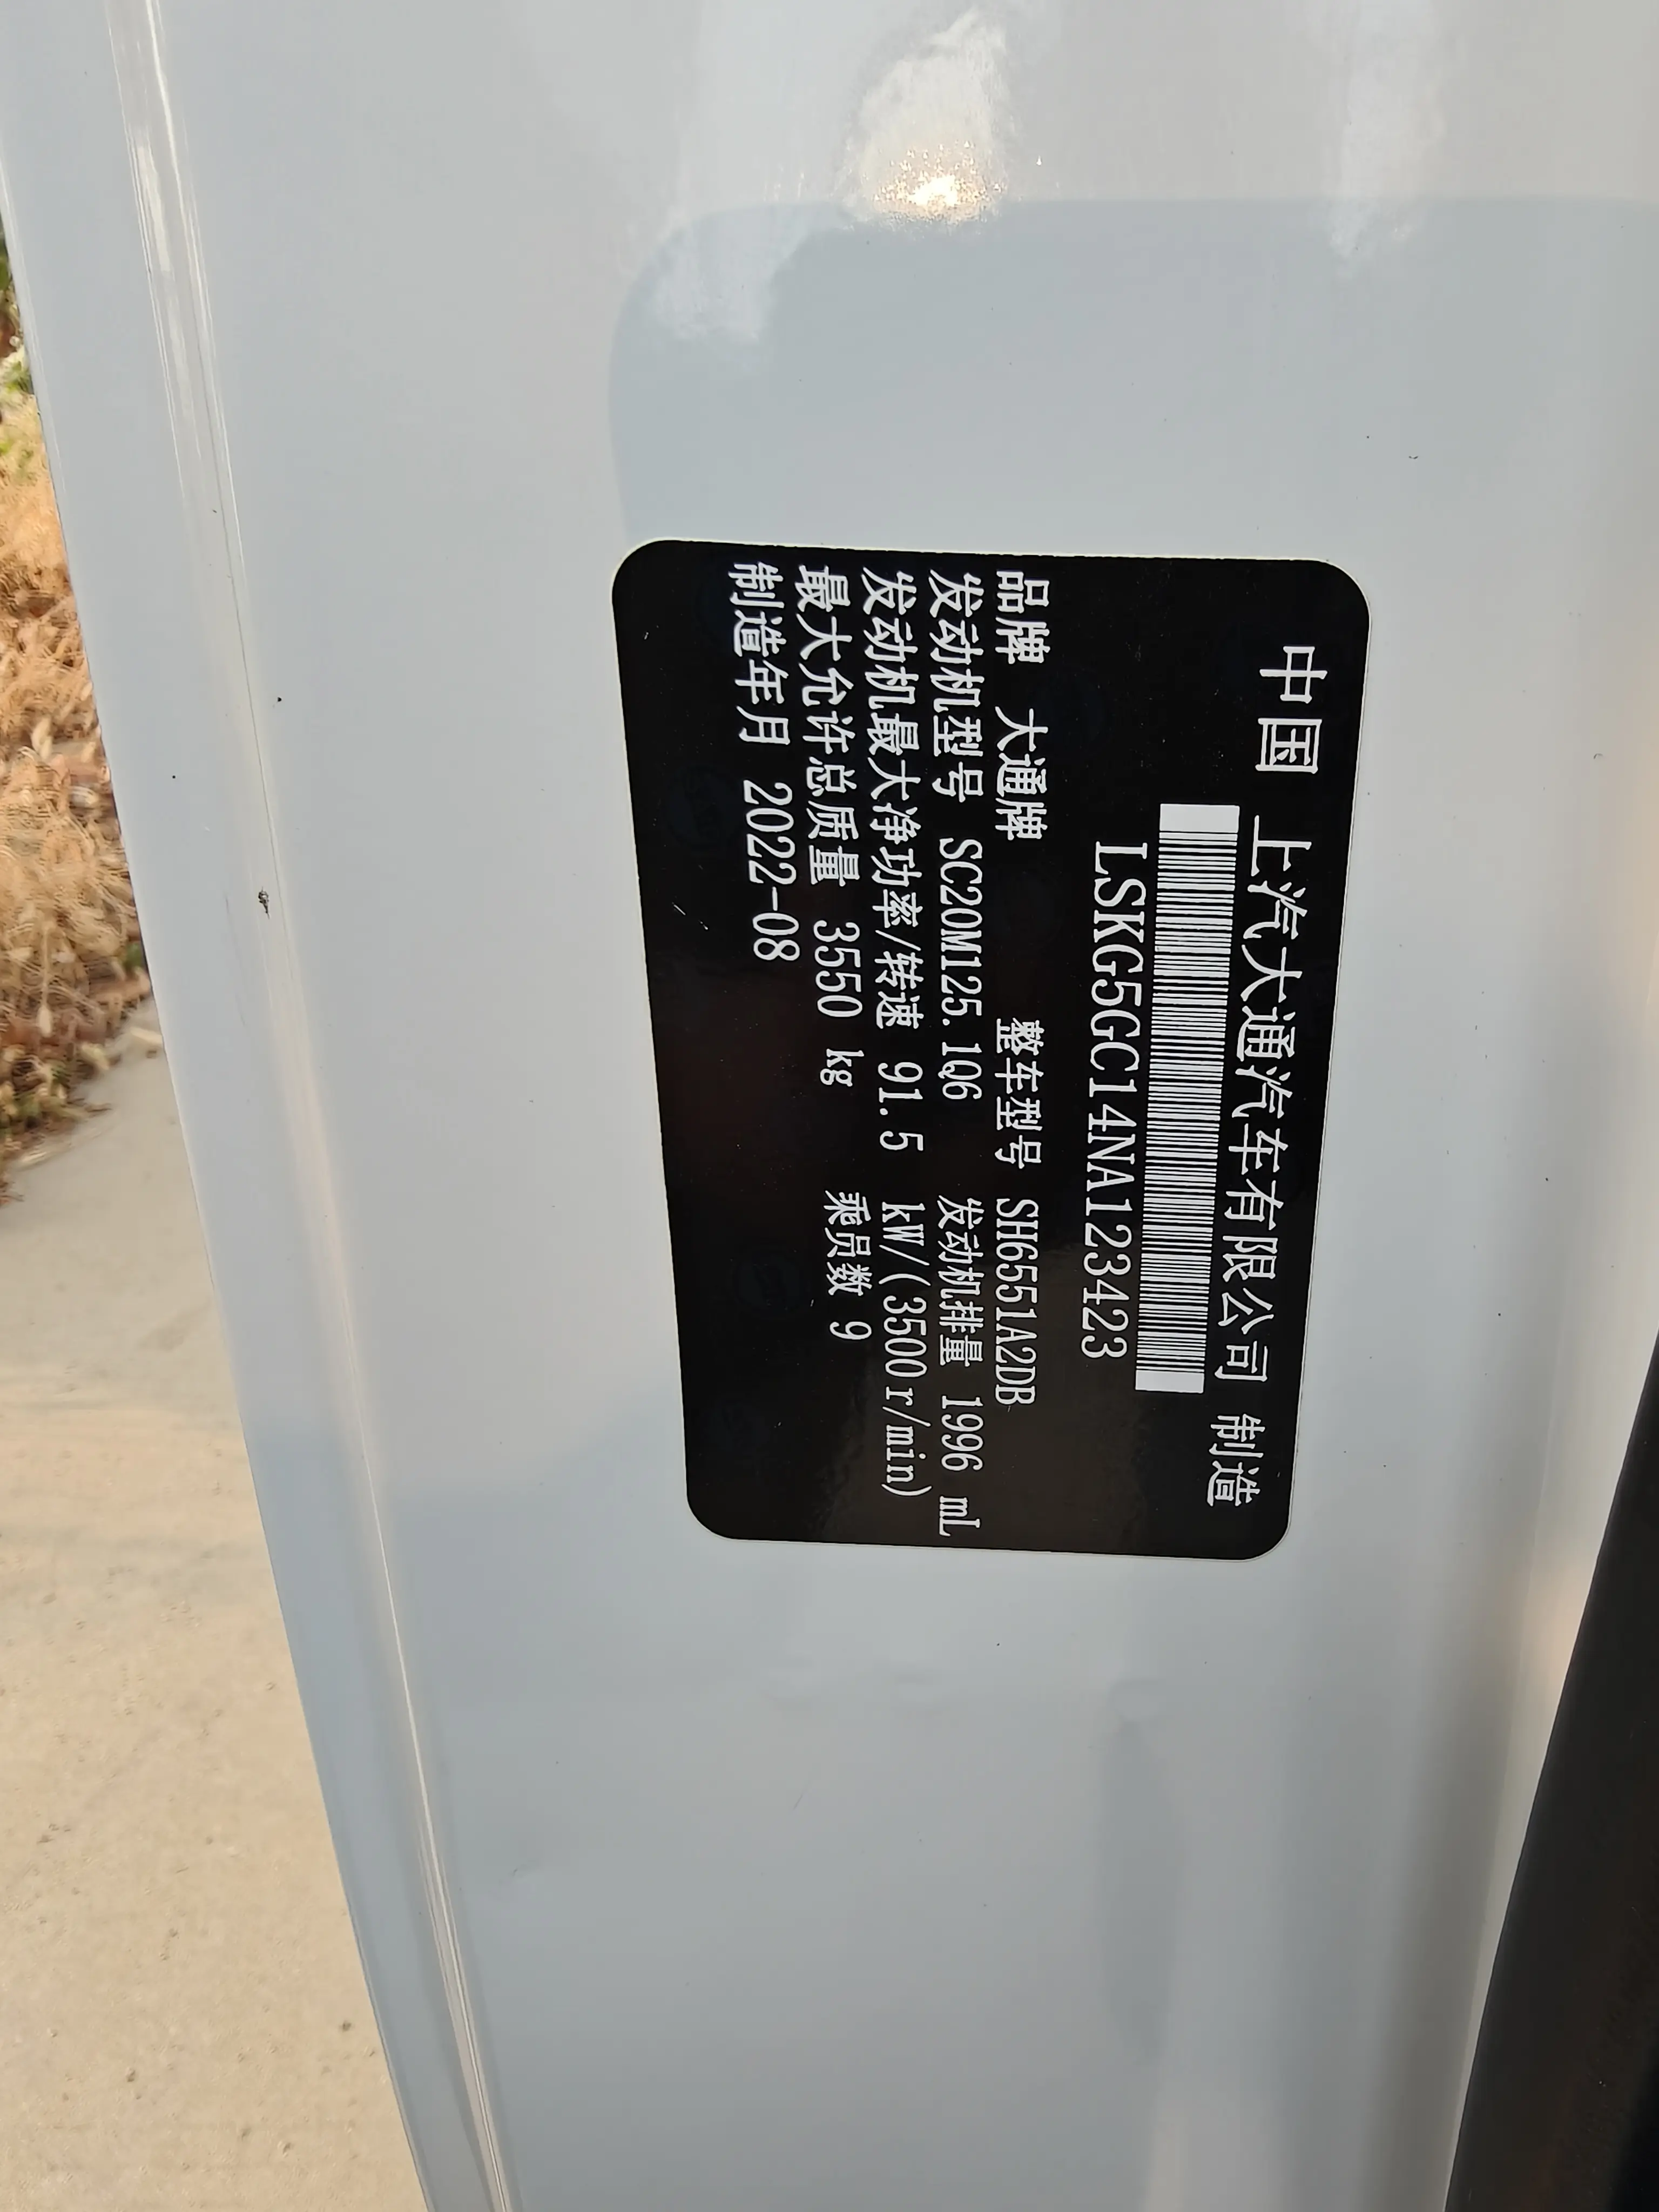 中国 上汽大通汽车有限公司 制造
LSKG5GC14NA123423
品牌 大通牌 整车型号 SH6551A2DB
发动机型号 SC20M125.1Q6 发动机排量 1996 mL
发动机最大净功率/转速 91.5 kW/(3500r/min)
最大允许总质量 3550 kg 乘员数 9
制造年月 2022-08